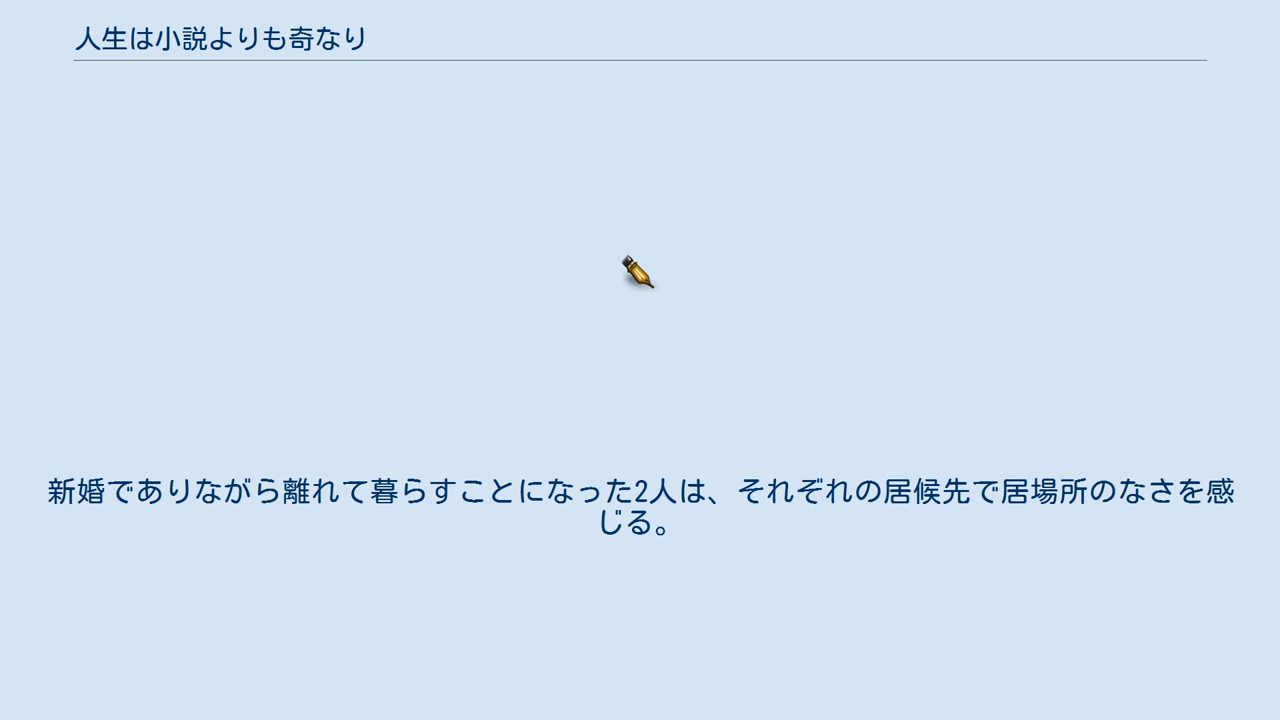 人生は小説よりも奇なり
新婚でありながら離れて暮らすことになった2人は、それぞれの居候先で居場所のなさを感
じる。